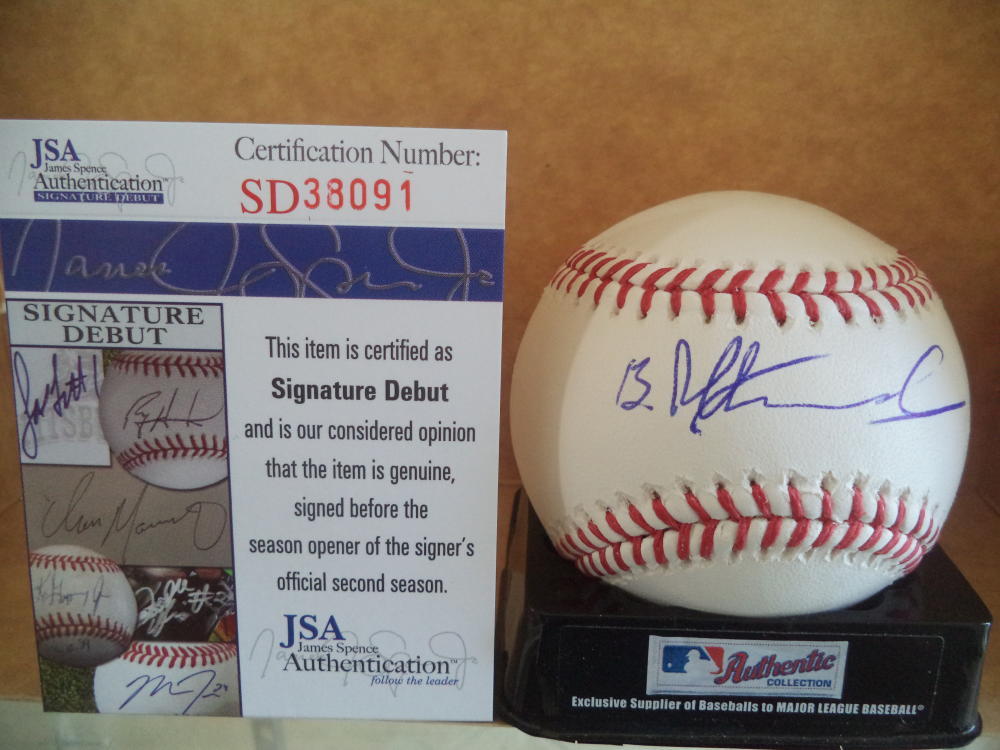 JSA
James Spence
Authentication™
SIGNATURE DEBUT
Certification Number:
SD38091
SIGNATURE
DEBUT
This item is certified as
Signature Debut
and is our considered opinion
that the item is genuine,
signed before the
season opener of the signer's
official second season.
JSA
James Spence
Authentication™
follow the leader
B.
Authentic
COLLECTION
Exclusive Supplier of Baseballs to MAJOR LEAGUE BASEBALL®